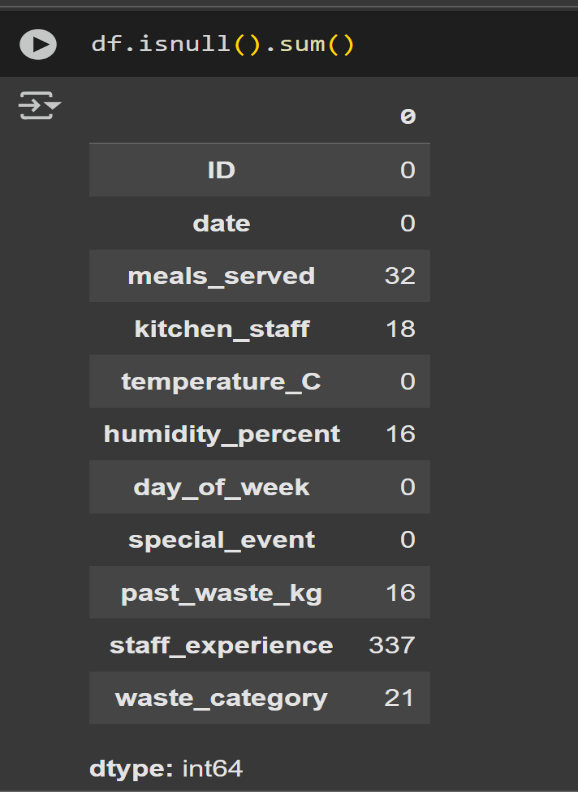 df.isnull().sum()
0
ID 0
date 0
meals_served 32
kitchen_staff 18
temperature_C 0
humidity_percent 16
day_of_week 0
special_event 0
past_waste_kg 16
staff_experience 337
waste_category 21
dtype: int64